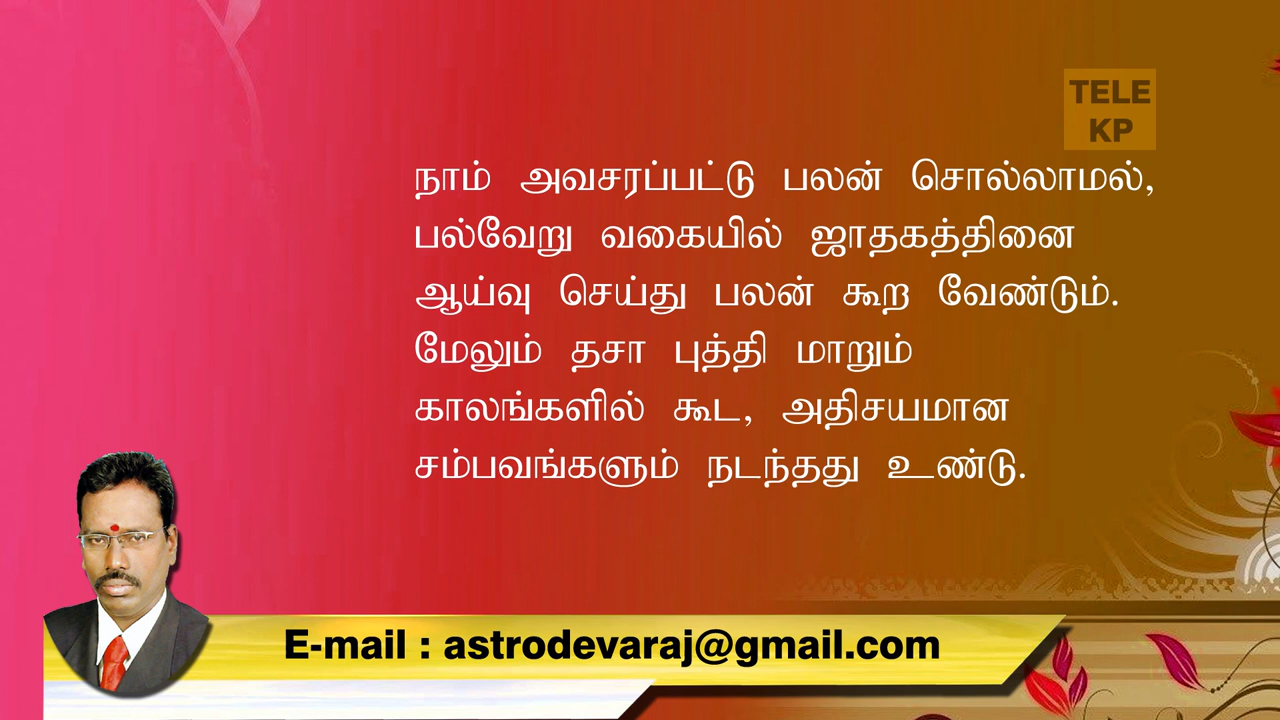 TELE
KP
நாம் அவசரப்பட்டு பலன் சொல்லாமல்,
பல்வேறு வகையில் ஜாதகத்தினை
ஆய்வு செய்து பலன் கூற வேண்டும்.
மேலும் தசா புத்தி மாறும்
காலங்களில் கூட, அதிசயமான
சம்பவங்களும் நடந்தது உண்டு.
E-mail : astrodevaraj@gmail.com